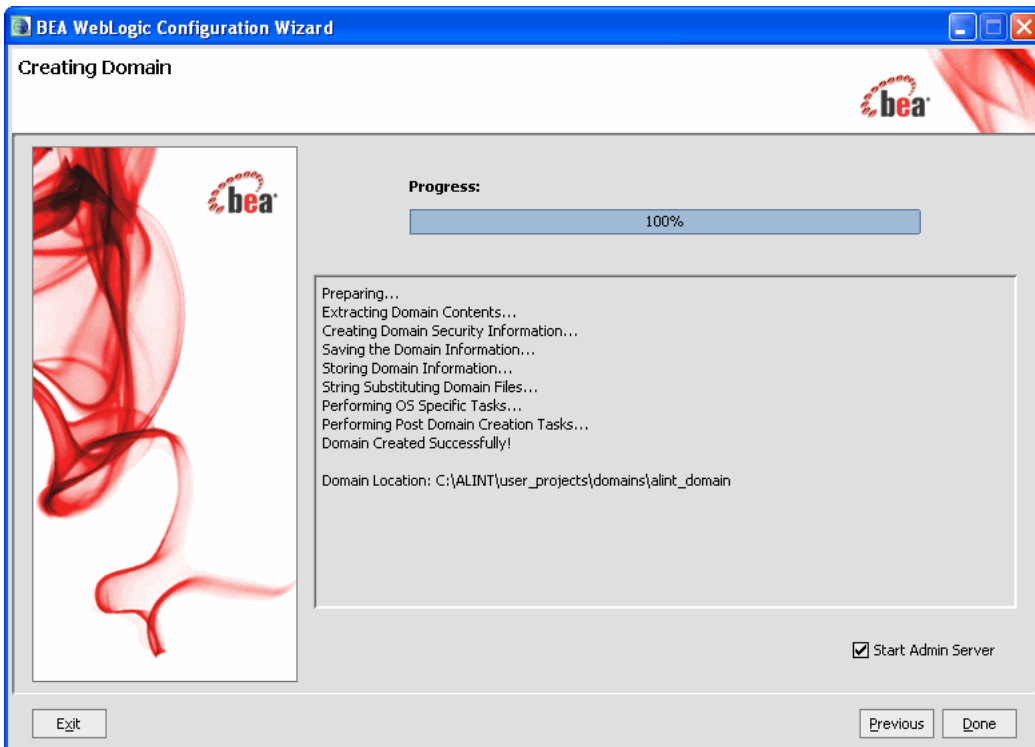 BEA WebLogic Configuration Wizard
Creating Domain
bea
bea
Progress:
100%
Preparing...
Extracting Domain Contents...
Creating Domain Security Information...
Saving the Domain Information...
Storing Domain Information...
String Substituting Domain Files...
Performing OS Specific Tasks...
Performing Post Domain Creation Tasks...
Domain Created Successfully!
Domain Location: C:\ALINT\user_projects\domains\alint_domain
Start Admin Server
Exit
Previous
Done